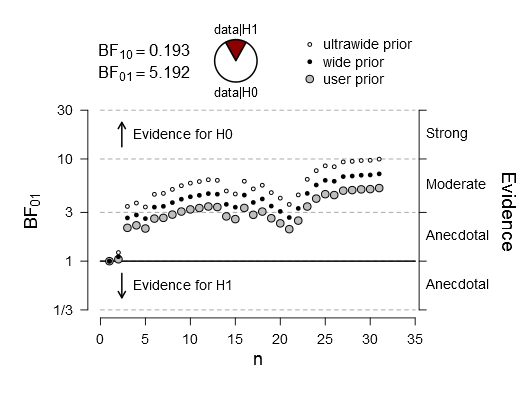 data|H1
BF10 = 0.193
BF01 = 5.192
data|H0
ultrawide prior
wide prior
user prior
30
10
3
1
1/3
BF01
Evidence for H0
Evidence for H1
Strong
Moderate
Anecdotal
Anecdotal
Evidence
0 5 10 15 20 25 30 35
n